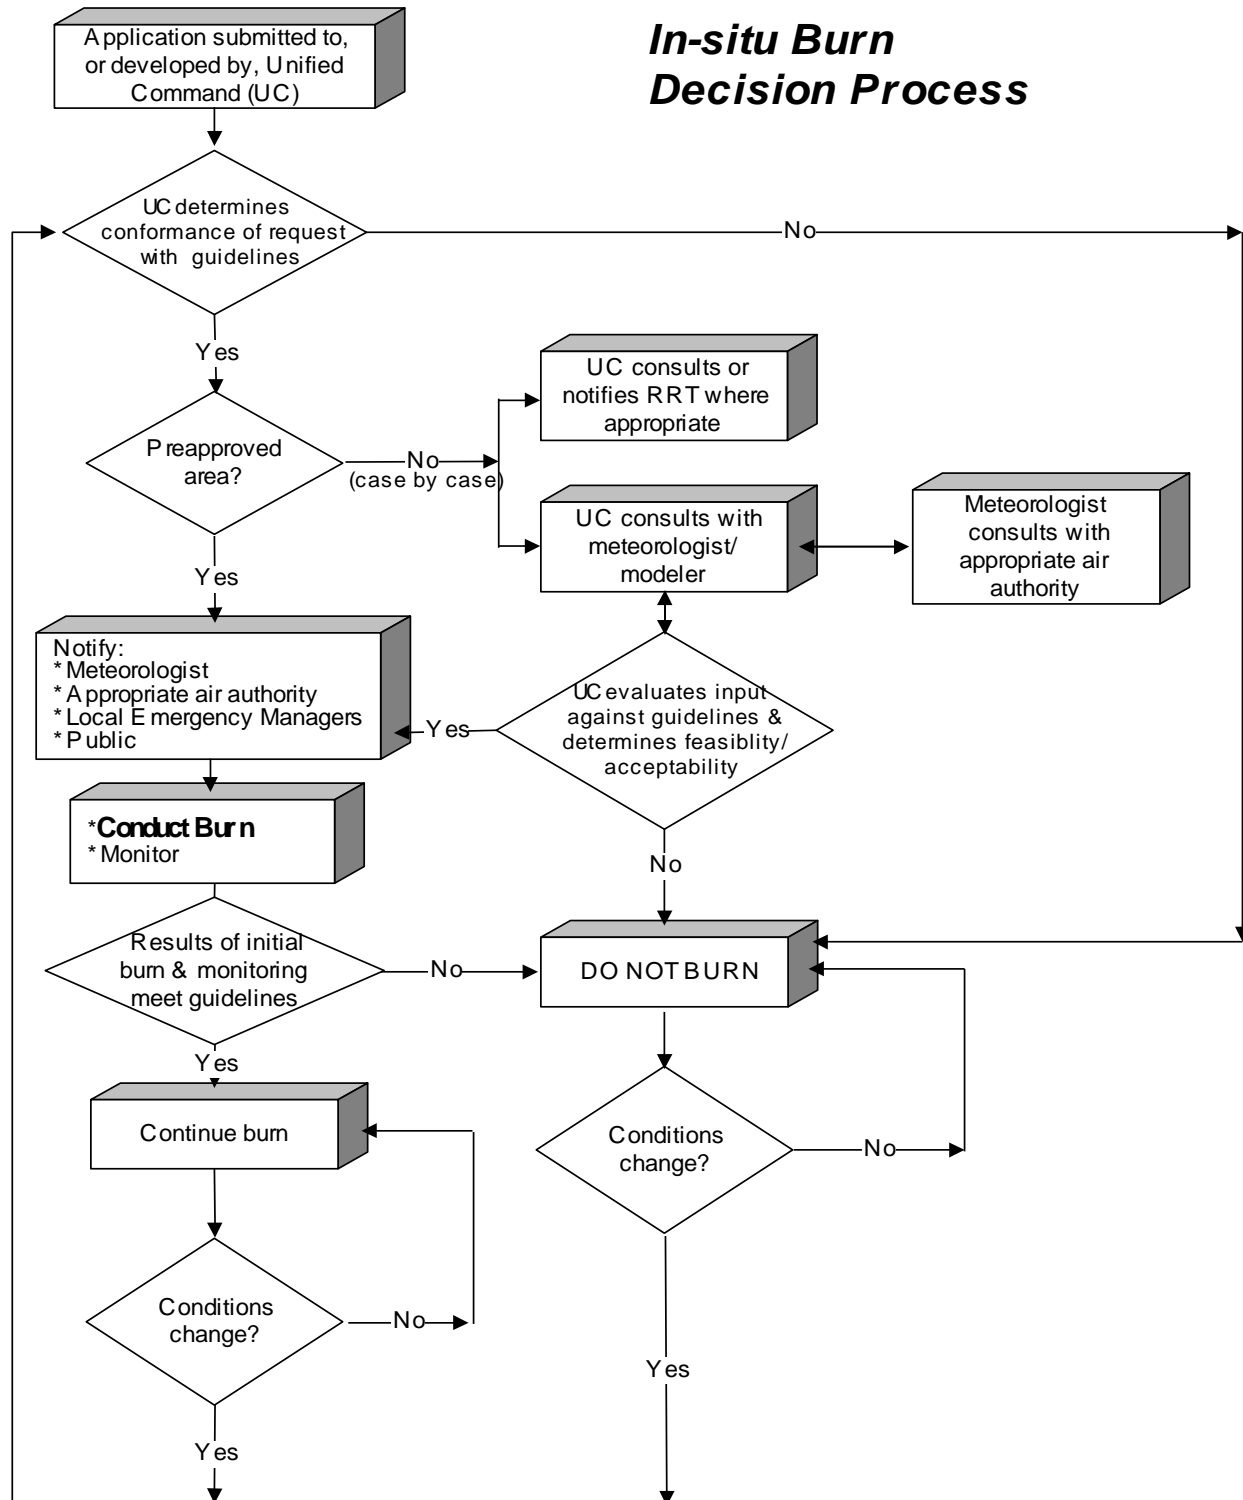 In-situ Burn
Decision Process
Application submitted to,
or developed by, Unified
Command (UC)
UC determines
conformance of request
with guidelines
No
Yes
UC consults or
notifies RRT where
appropriate
Preapproved
area?
No
(case by case)
UC consults with
meteorologist/
modeler
Meteorologist
consults with
appropriate air
authority
Yes
Notify:
*Meteorologist
*Appropriate air authority
*Local Emergency Managers
*Public
Yes
UC evaluates input
against guidelines &
determines feasiblity/
acceptability
*Conduct Burn
*Monitor
No
Results of initial
burn & monitoring
meet guidelines
No
DO NOT BURN
Yes
Continue burn
Conditions
change?
No
Conditions
change?
No
Yes
Yes